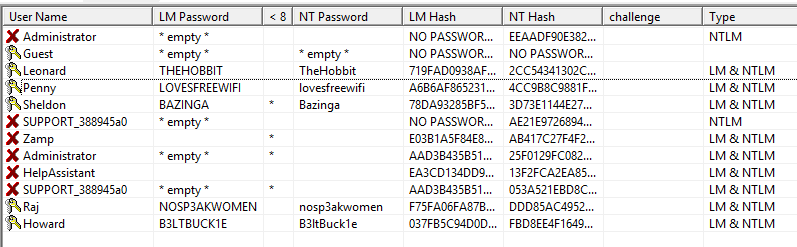 User Name LM Password < 8 NT Password LM Hash NT Hash challenge Type
Administrator * empty * NO PASSWOR... EEAADF90E382... NTLM
Guest * empty * * empty * NO PASSWOR... NO PASSWOR...
Leonard THEHOBBIT TheHobbit 719FAD0938AF... 2CC54341302C... LM & NTLM
Penny LOVESFREEWIFI lovesfreewifi A6B6AF865231... 4CC9B8C9881F... LM & NTLM
Sheldon BAZINGA * Bazinga 78DA93285BF5... 3D73E1144E27... LM & NTLM
SUPPORT_388945a0 * empty * NO PASSWOR... AE21E9726894... NTLM
Zamp * E03B1A5F84E8... AB417C27F4F2... LM & NTLM
Administrator * empty * * AAD3B435B51... 25F0129FC082... LM & NTLM
HelpAssistant EA3CD134DD9... 13F2FCA2EA85... LM & NTLM
SUPPORT_388945a0 * empty * * AAD3B435B51... 053A521EBD8C... LM & NTLM
Raj NOSP3AKWOMEN nosp3akwomen F75FA06FA87B... DDD85AC4952... LM & NTLM
Howard B3LTBUCK1E B3ltBuck1e 037FB5C94D0D... FBD8EE4F1649... LM & NTLM